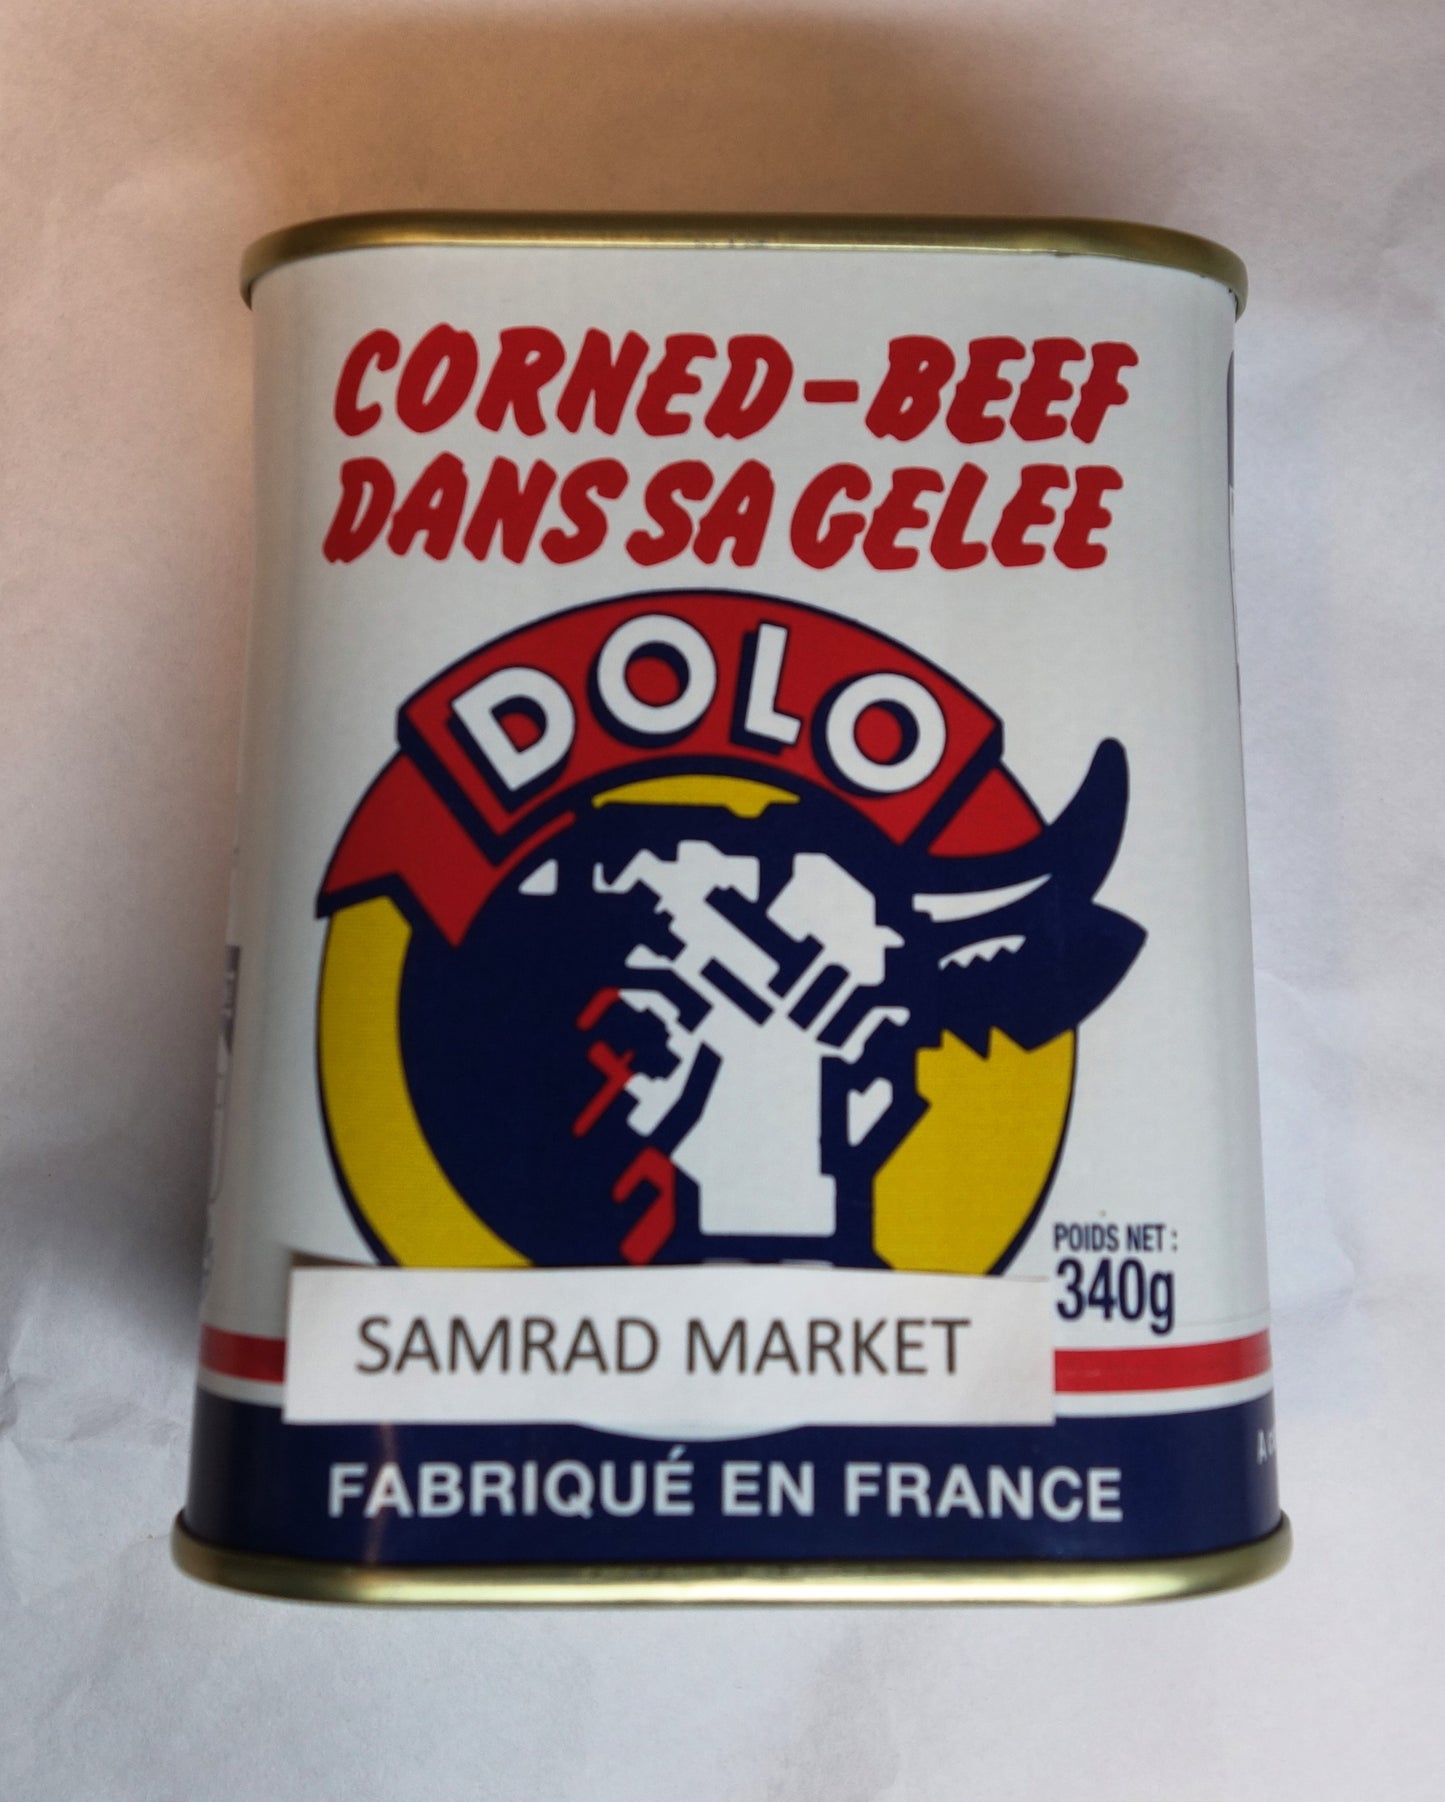 CORNED-BEEF
DANS SA GELEE
DOLO
POIDS NET :
340g
SAMRAD MARKET
FABRIQUÉ EN FRANCE